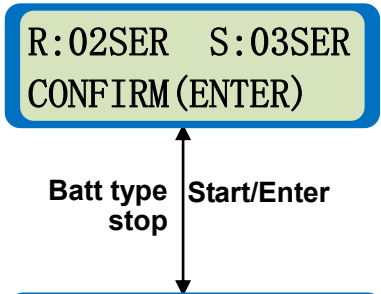 R:02SER S:03SER
CONFIRM(ENTER)
Batt type Start/Enter
stop